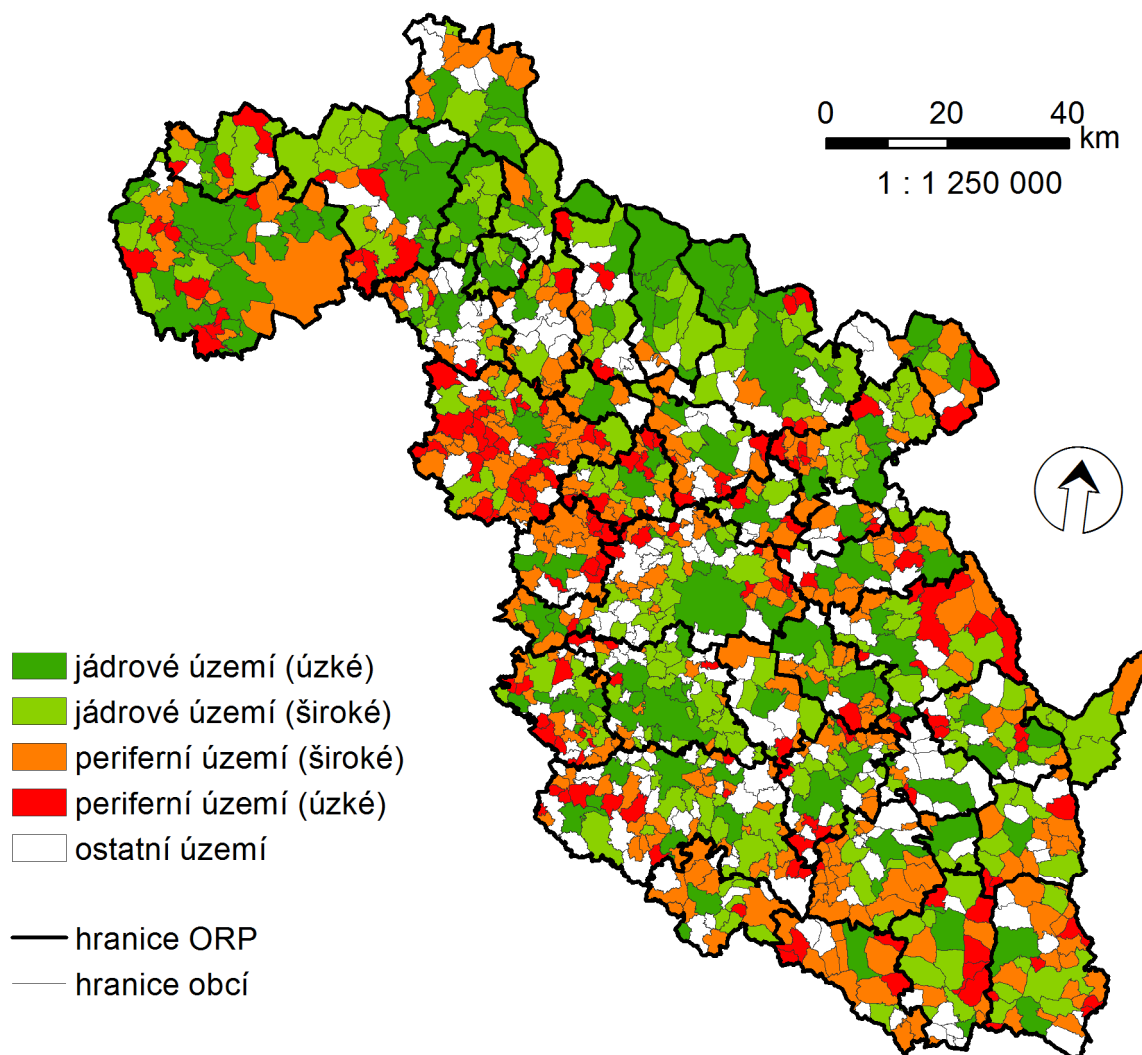 0 20 40
km
1 : 1 250 000
jádrové území (úzké)
jádrové území (široké)
periferní území (široké)
periferní území (úzké)
ostatní území
hranice ORP
hranice obcí